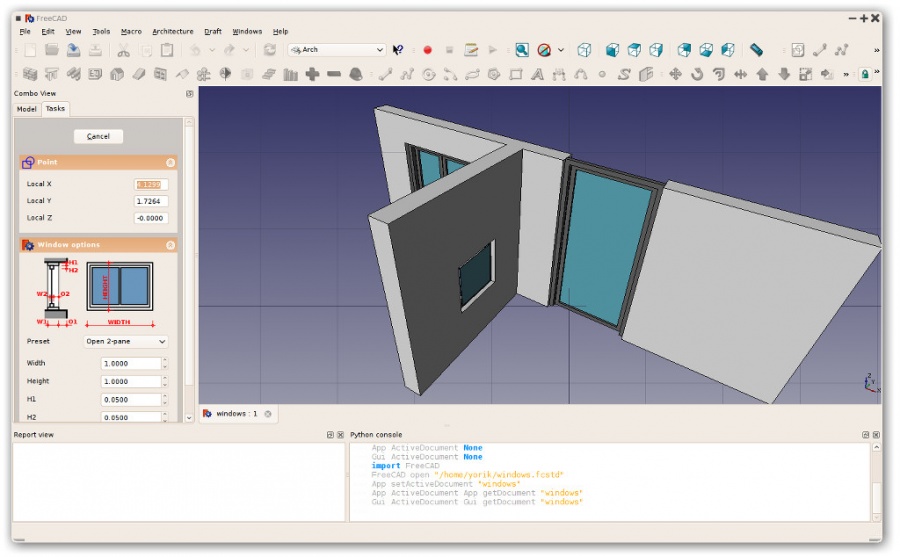 FreeCAD
File Edit View Tools Macro Architecture Draft Windows Help
Arch
Combo View
Model Tasks
Cancel
Point
Local X
Local Y 1.7264
Local Z -0.0000
Window options
H1
H2
HEIGHT
W2 O2
W1 O1
WIDTH
Preset Open 2-pane
Width 1.0000
Height 1.0000
H1 0.0500
H2 0.0500
Z
Y
X
windows : 1
Report view
Python console
App ActiveDocument None
Gui ActiveDocument None
import FreeCAD
FreeCAD open "/home/yorik/windows.fcstd"
App setActiveDocument "windows"
App ActiveDocument App getDocument "windows"
Gui ActiveDocument Gui getDocument "windows"